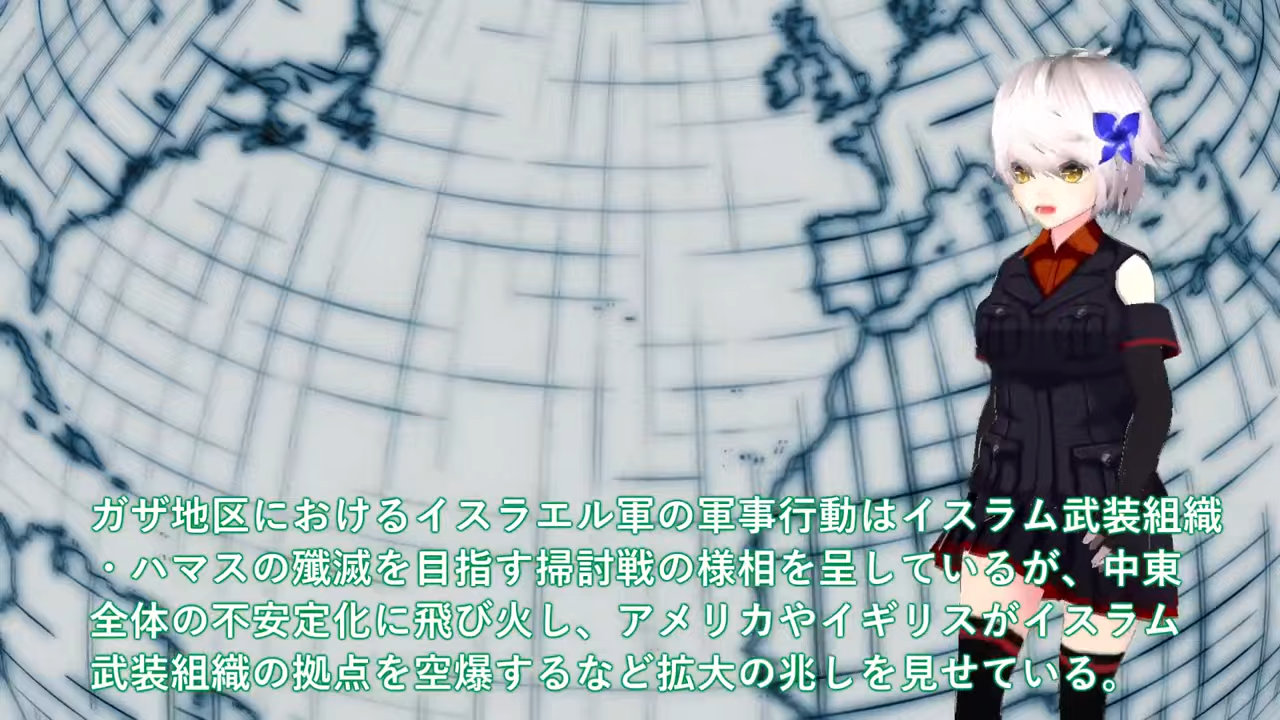 ガザ地区におけるイスラエル軍の軍事行動はイスラム武装組織
・ハマスの殲滅を目指す掃討戦の様相を呈しているが、中東
全体の不安定化に飛び火し、アメリカやイギリスがイスラム
武装組織の拠点を空爆するなど拡大の兆しを見せている。